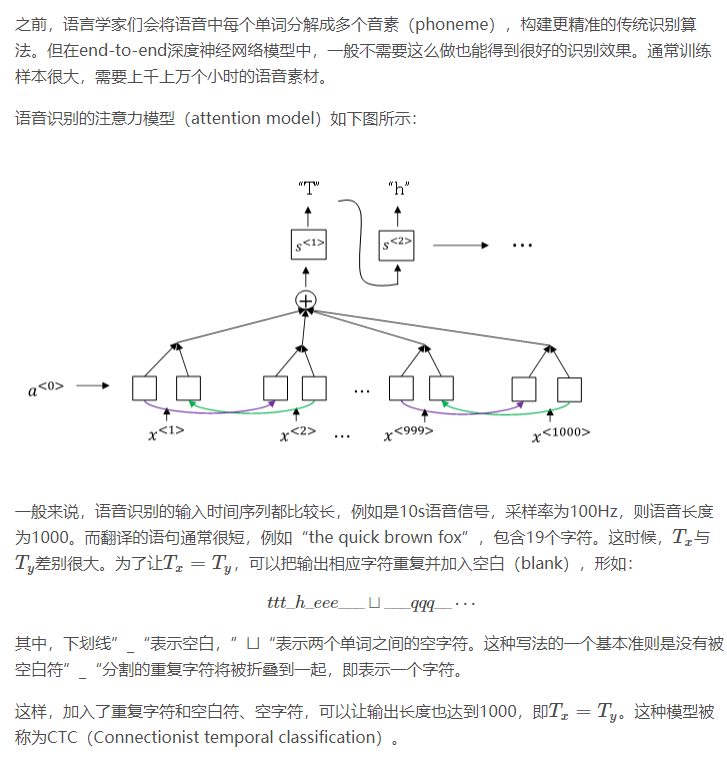 之前，语言学家们会将语音中每个单词分解成多个音素（phoneme），构建更精准的传统识别算
法。但在end-to-end深度神经网络模型中，一般不需要这么做也能得到很好的识别效果。通常训练
样本很大，需要上千上万个小时的语音素材。
语音识别的注意力模型（attention model）如下图所示：
“T” “h”
s<1> s<2> ...
+
a<0> ...
x<1> x<2> ... x<999> x<1000>
一般来说，语音识别的输入时间序列都比较长，例如是10s语音信号，采样率为100Hz，则语音长度
为1000。而翻译的语句通常很短，例如“the quick brown fox”，包含19个字符。这时候，Tx与
Ty差别很大。为了让Tx = Ty，可以把输出相应字符重复并加入空白（blank），形如：
ttt_h_eee___ ⊔ ___qqq__ ···
其中，下划线”_“表示空白，”⊔“表示两个单词之间的空字符。这种写法的一个基本准则是没有被
空白符”_“分割的重复字符将被折叠到一起，即表示一个字符。
这样，加入了重复字符和空白符、空字符，可以让输出长度也达到1000，即Tx = Ty。这种模型被
称为CTC（Connectionist temporal classification）。